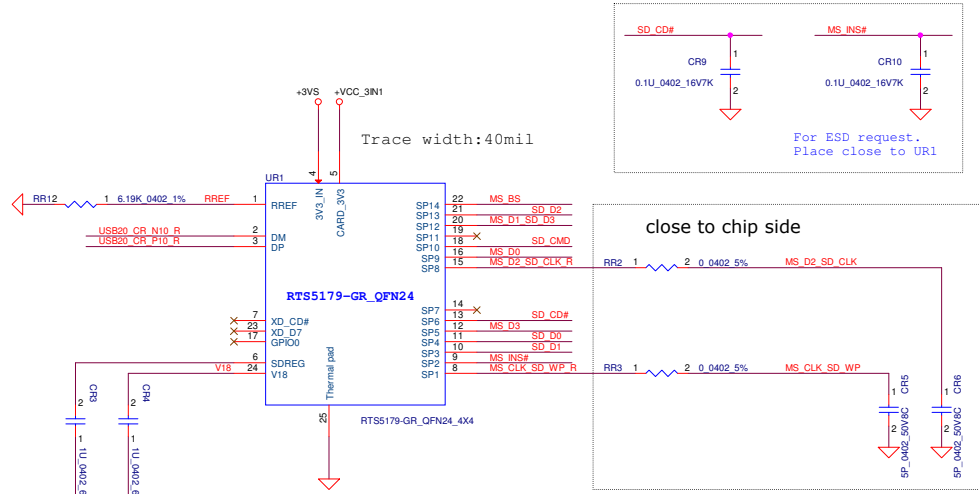 SD_CD#
MS_INS#
1
1
CR9
CR10
0.1U_0402_16V7K
0.1U_0402_16V7K
2
2
For ESD request.
Place close to UR1
+3VS
+VCC_3IN1
Trace width:40mil
4
5
UR1
3V3_IN
CARD_3V3
RR12
1
6.19K_0402_1%
RREF
1
RREF
USB20_CR_N10_R
2
DM
USB20_CR_P10_R
3
DP
SP14
22
MS_BS
SP13
21
SD_D2
SP12
20
MS_D1_SD_D3
SP11
19
SP10
18
SD_CMD
SP9
16
MS_D0
SP8
15
MS_D2_SD_CLK_R
close to chip side
RR2
1
2
0_0402_5%
MS_D2_SD_CLK
RTS5179-GR_QFN24
7
XD_CD#
23
XD_D7
17
GPIO0
6
SDREG
V18
24
V18
SP7
14
SP6
13
SD_CD#
SP5
12
MS_D3
SP4
11
SD_D0
SP3
10
SD_D1
SP2
9
MS_INS#
SP1
8
MS_CLK_SD_WP_R
RR3
1
2
0_0402_5%
MS_CLK_SD_WP
Thermal pad
25
RTS5179-GR_QFN24_4X4
CR3
2
1
1U_0402_6
CR4
2
1
1U_0402_6
CR5
1
2
5P_0402_50V8C
CR6
1
2
5P_0402_50V8C